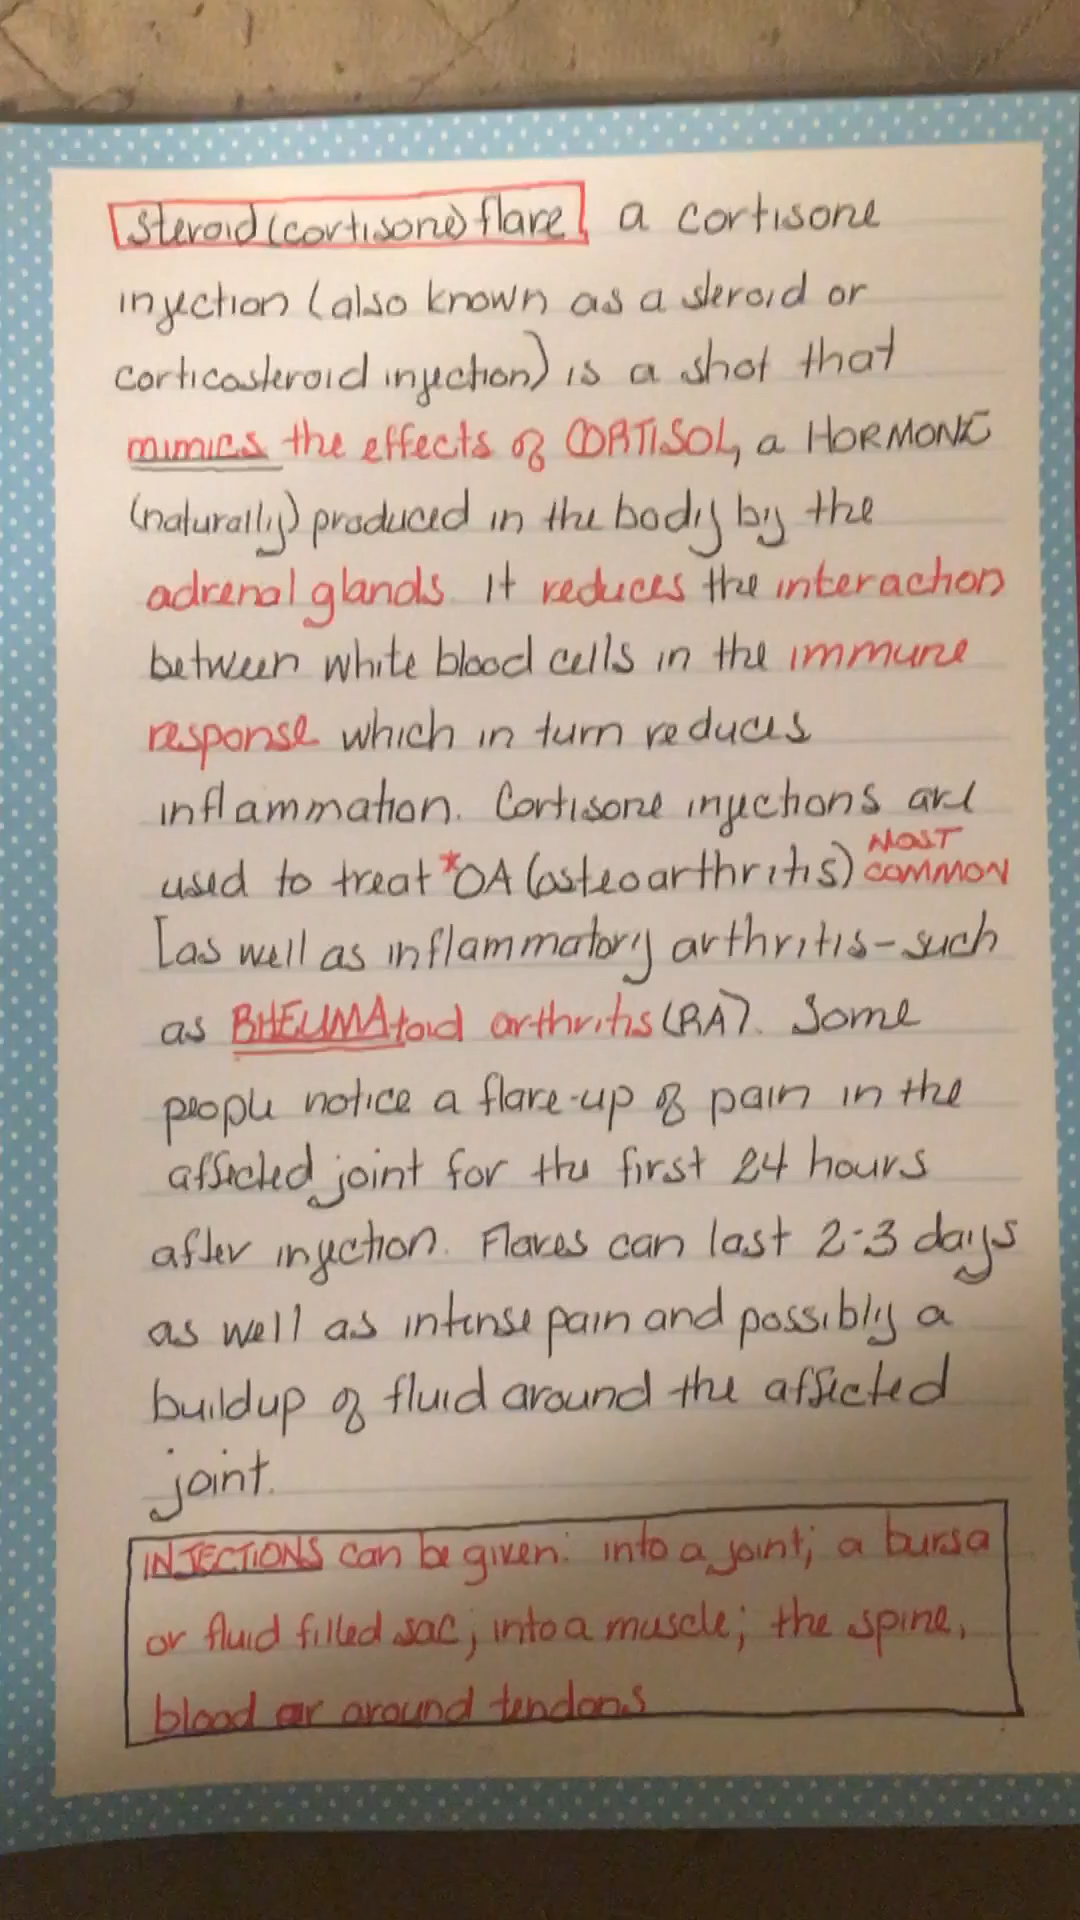 steroid (cortisone) flare, a cortisone
injection (also known as a steroid or
corticosteroid injection) is a shot that
mimics the effects of CORTISOL, a HORMONE
(naturally) produced in the body by the
adrenal glands. It reduces the interaction
between white blood cells in the immune
response which in turn reduces
inflammation. Cortisone injections are
used to treat *OA (osteoarthritis) MOST COMMON
[as well as inflammatory arthritis-such
as RHEUMAtoid arthritis (RA). Some
people notice a flare-up of pain in the
affected joint for the first 24 hours
after injection. Flares can last 2-3 days
as well as intense pain and possibly a
buildup of fluid around the affected
joint.
INJECTIONS can be given: into a joint; a bursa
or fluid filled sac; into a muscle; the spine,
blood or around tendons